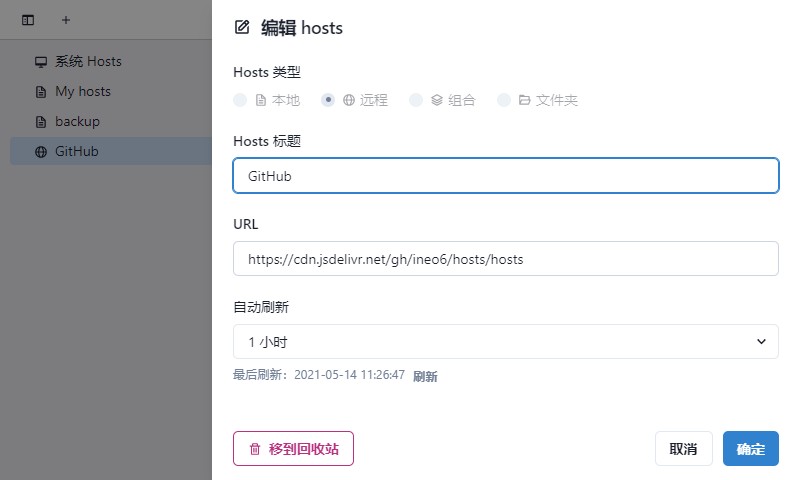 系统 Hosts
My hosts
backup
GitHub
编辑 hosts
Hosts 类型
本地 远程 组合 文件夹
Hosts 标题
GitHub
URL
https://cdn.jsdelivr.net/gh/ineo6/hosts/hosts
自动刷新
1 小时
最后刷新：2021-05-14 11:26:47 刷新
移到回收站 取消 确定